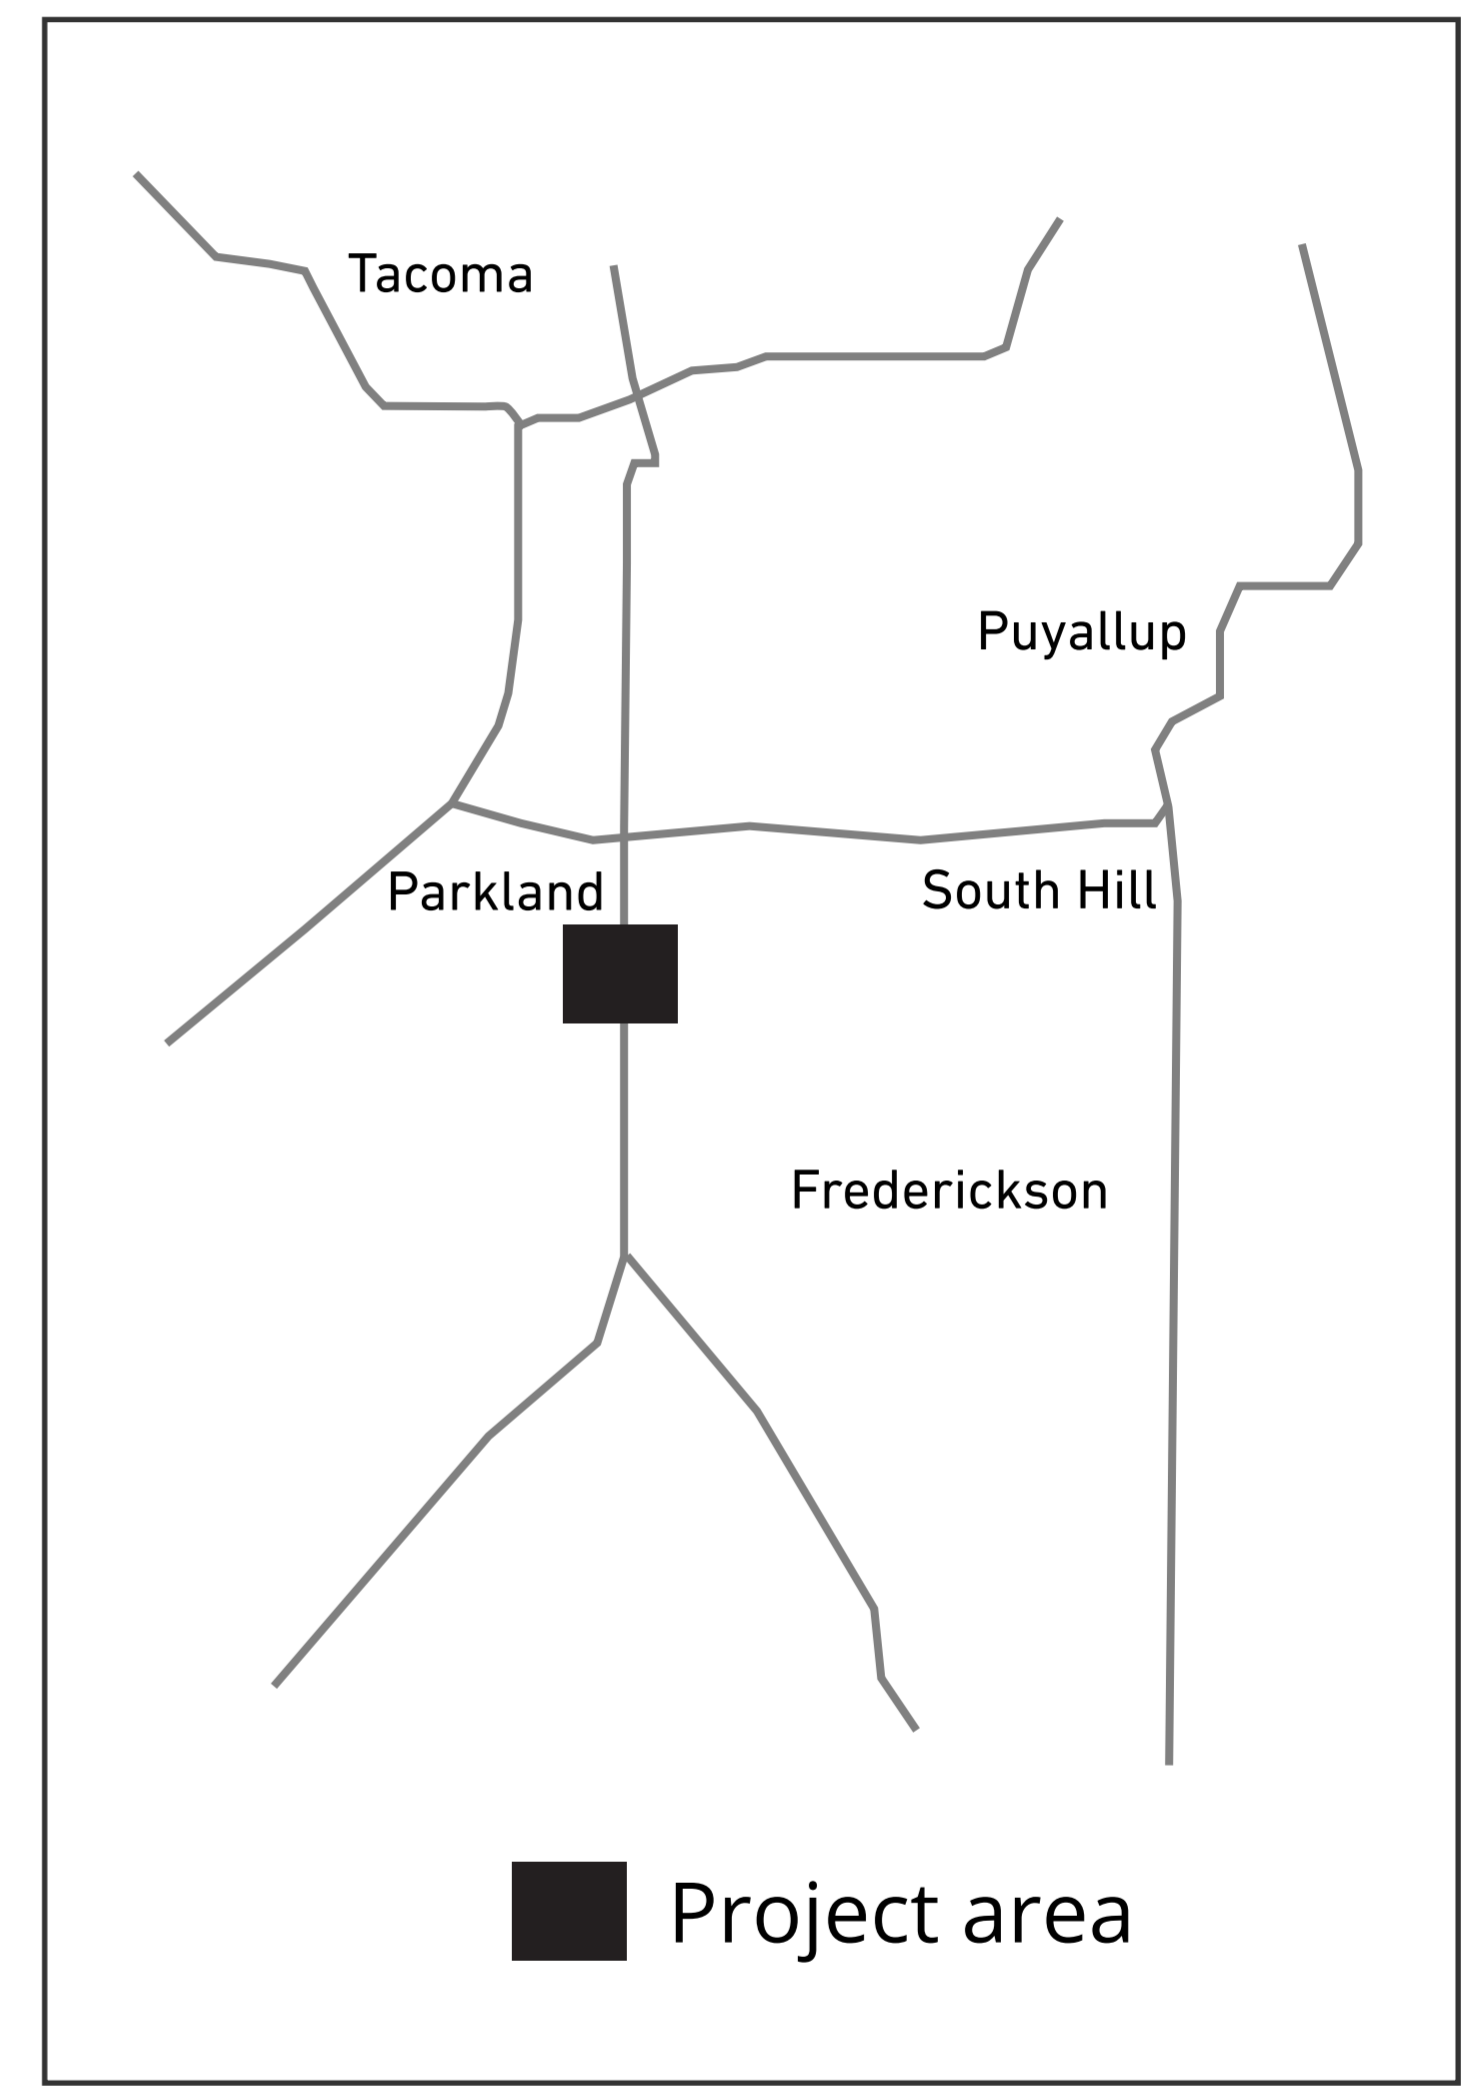 Tacoma
Puyallup
Parkland
South Hill
Frederickson
Project area